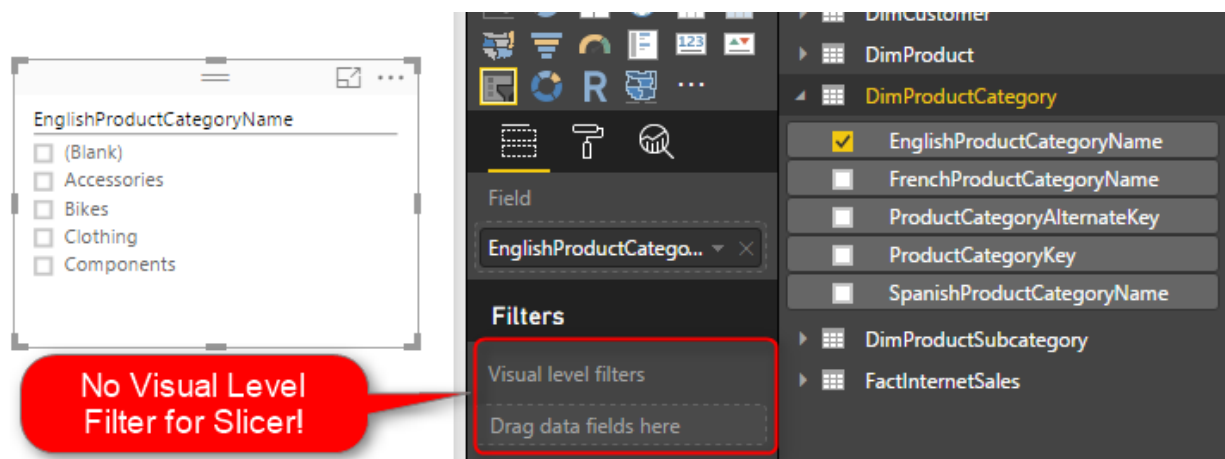 EnglishProductCategoryName
(Blank)
Accessories
Bikes
Clothing
Components
No Visual Level
Filter for Slicer!
123
R
Field
EnglishProductCatego...
Filters
Visual level filters
Drag data fields here
DimCustomer
DimProduct
DimProductCategory
EnglishProductCategoryName
FrenchProductCategoryName
ProductCategoryAlternateKey
ProductCategoryKey
SpanishProductCategoryName
DimProductSubcategory
FactInternetSales